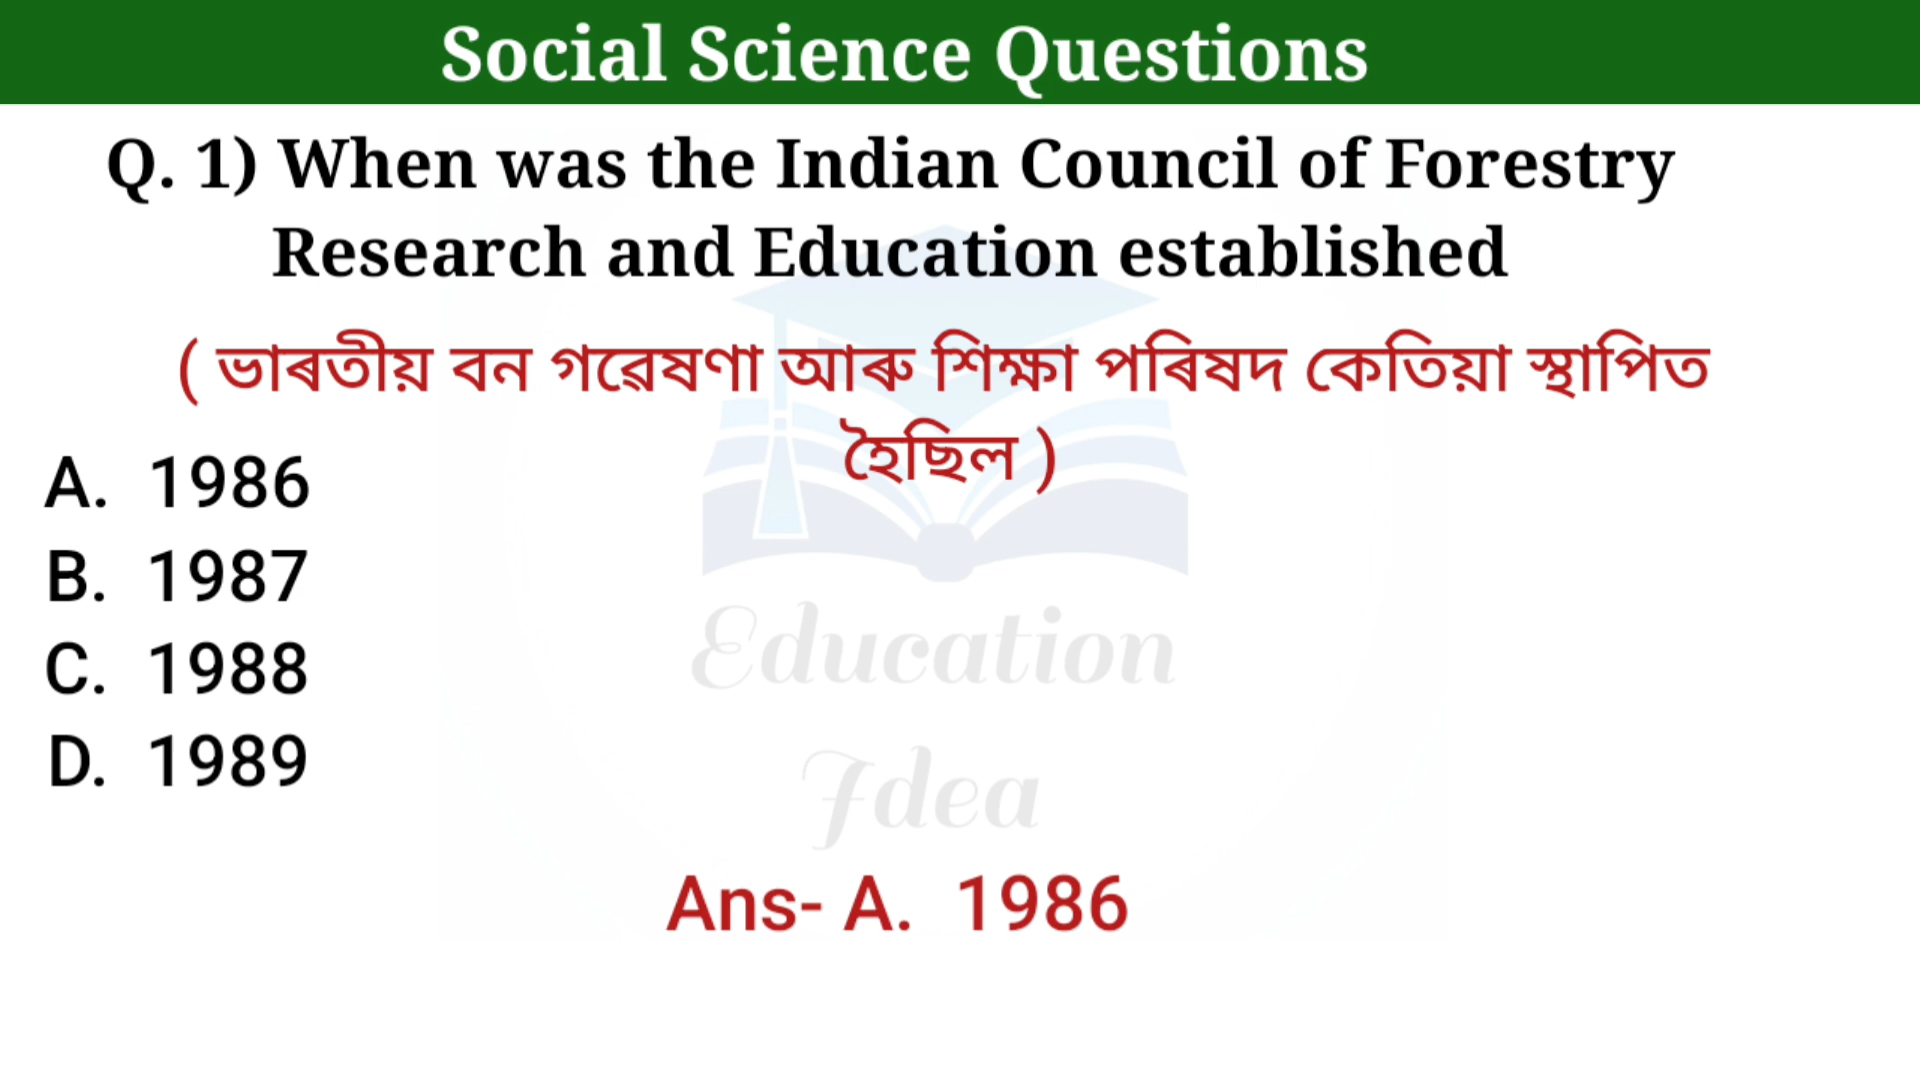 Social Science Questions
Q. 1) When was the Indian Council of Forestry
Research and Education established
( ভাৰতীয় বন গৱেষণা আৰু শিক্ষা পৰিষদ কেতিয়া স্থাপিত
হৈছিল )
A. 1986
B. 1987
C. 1988
D. 1989
Education
Idea
Ans- A. 1986